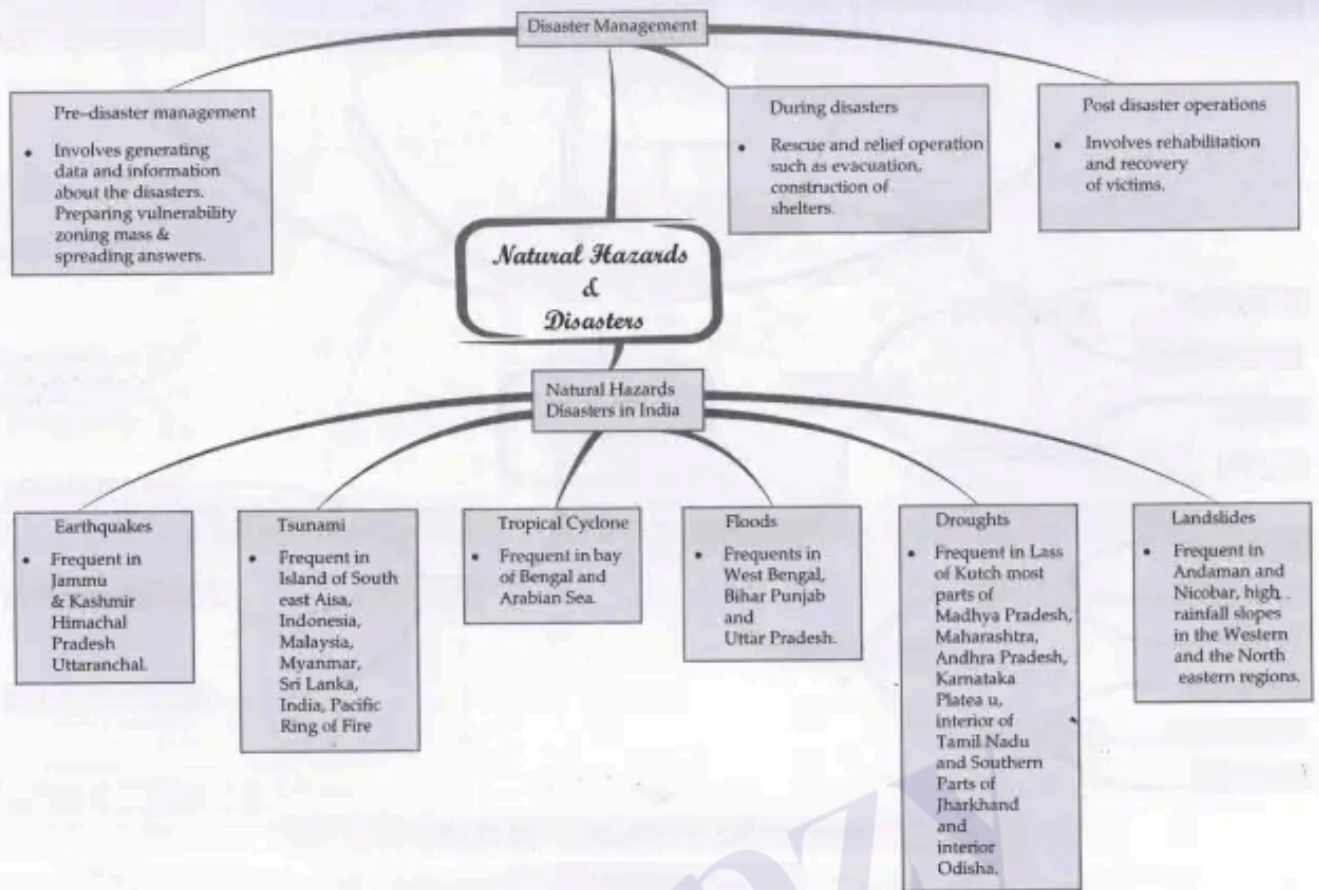 Disaster Management
Pre–disaster management
• Involves generating
data and information
about the disasters.
Preparing vulnerability
zoning mass &
spreading answers.
During disasters
• Rescue and relief operation
such as evacuation,
construction of
shelters.
Post disaster operations
• Involves rehabilitation
and recovery
of victims.
Natural Hazards
&
Disasters
Natural Hazards
Disasters in India
Earthquakes
• Frequent in
Jammu
& Kashmir
Himachal
Pradesh
Uttaranchal.
Tsunami
• Frequent in
Island of South
east Aisa,
Indonesia,
Malaysia,
Myanmar,
Sri Lanka,
India, Pacific
Ring of Fire
Tropical Cyclone
• Frequent in bay
of Bengal and
Arabian Sea.
Floods
• Frequents in
West Bengal,
Bihar Punjab
and
Uttar Pradesh.
Droughts
• Frequent in Lass
of Kutch most
parts of
Madhya Pradesh,
Maharashtra,
Andhra Pradesh,
Karnataka
Platea u,
interior of
Tamil Nadu
and Southern
Parts of
Jharkhand
and
interior
Odisha.
Landslides
• Frequent in
Andaman and
Nicobar, high
rainfall slopes
in the Western
and the North
eastern regions.